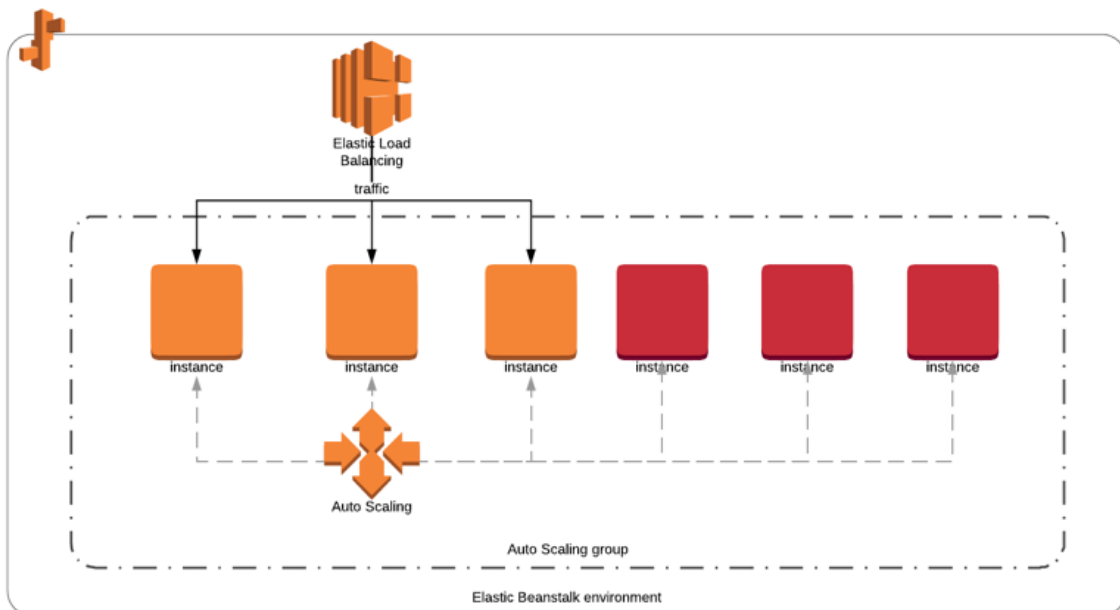 Elastic Load
Balancing
traffic
instance
instance
instance
instance
instance
instance
Auto Scaling
Auto Scaling group
Elastic Beanstalk environment